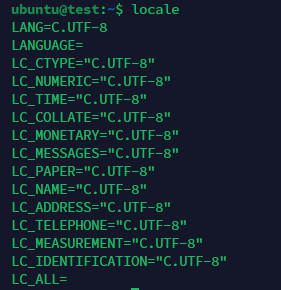 ubuntu@test:~$ locale
LANG=C.UTF-8
LANGUAGE=
LC_CTYPE="C.UTF-8"
LC_NUMERIC="C.UTF-8"
LC_TIME="C.UTF-8"
LC_COLLATE="C.UTF-8"
LC_MONETARY="C.UTF-8"
LC_MESSAGES="C.UTF-8"
LC_PAPER="C.UTF-8"
LC_NAME="C.UTF-8"
LC_ADDRESS="C.UTF-8"
LC_TELEPHONE="C.UTF-8"
LC_MEASUREMENT="C.UTF-8"
LC_IDENTIFICATION="C.UTF-8"
LC_ALL=